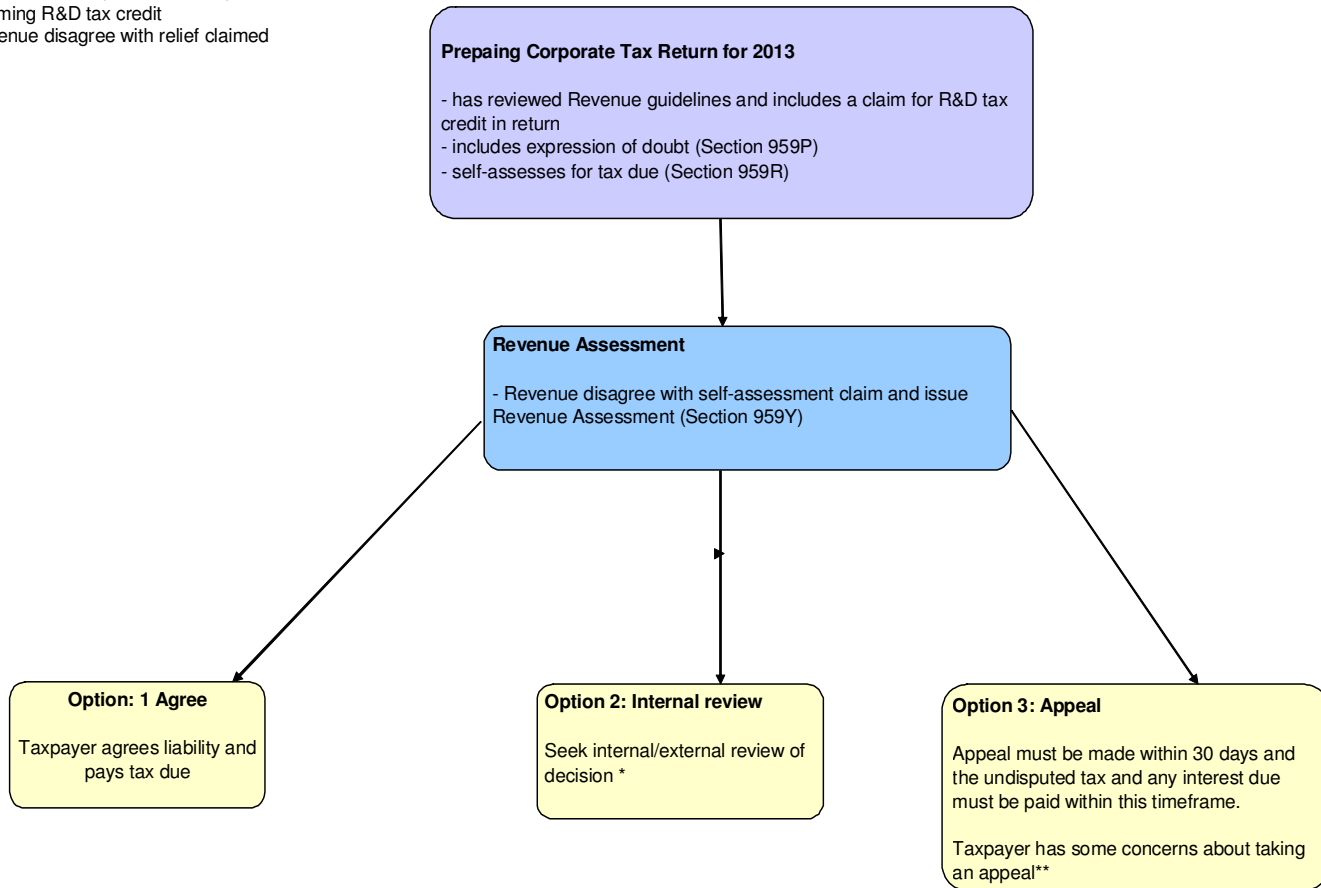 R&D tax credit
disagree with relief claimed
Prepaing Corporate Tax Return for 2013
- has reviewed Revenue guidelines and includes a claim for R&D tax
credit in return
- includes expression of doubt (Section 959P)
- self-assesses for tax due (Section 959R)
Revenue Assessment
- Revenue disagree with self-assessment claim and issue
Revenue Assessment (Section 959Y)
Option: 1 Agree
Taxpayer agrees liability and
pays tax due
Option 2: Internal review
Seek internal/external review of
decision *
Option 3: Appeal
Appeal must be made within 30 days and
the undisputed tax and any interest due
must be paid within this timeframe.
Taxpayer has some concerns about taking
an appeal**